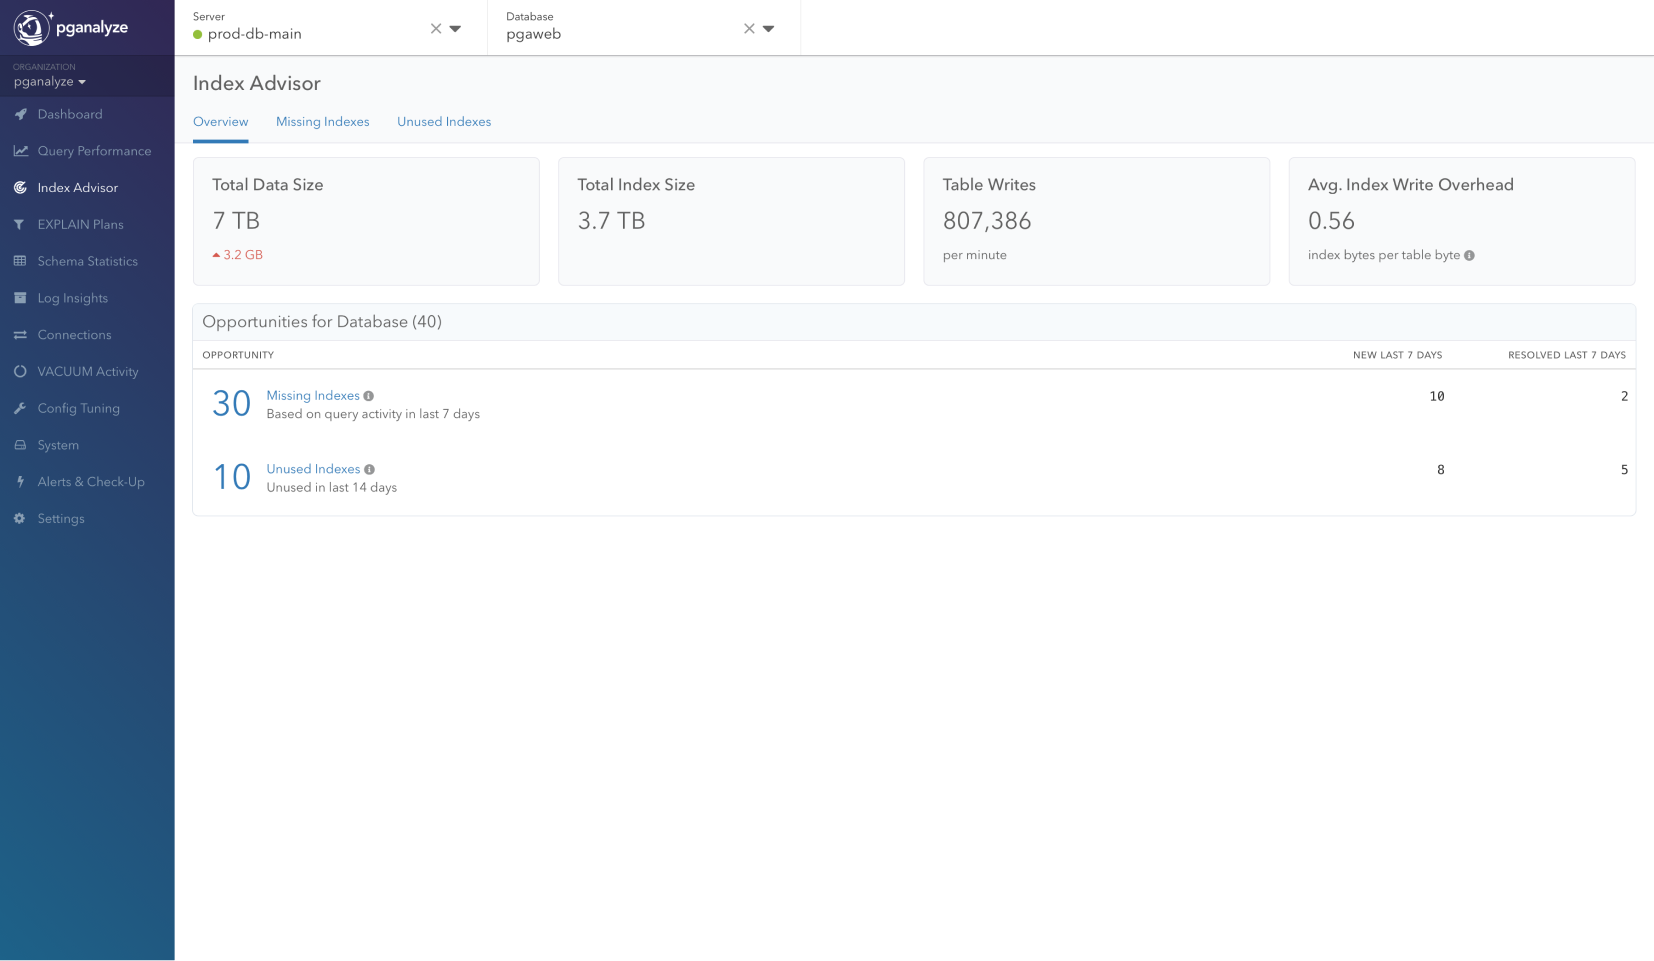 pganalyze
ORGANIZATION
pganalyze
Dashboard
Query Performance
Index Advisor
EXPLAIN Plans
Schema Statistics
Log Insights
Connections
VACUUM Activity
Config Tuning
System
Alerts & Check-Up
Settings
Server
prod-db-main
Database
pgaweb
Index Advisor
Overview Missing Indexes Unused Indexes
Total Data Size
7 TB
3.2 GB
Total Index Size
3.7 TB
Table Writes
807,386
per minute
Avg. Index Write Overhead
0.56
index bytes per table byte
Opportunities for Database (40)
OPPORTUNITY NEW LAST 7 DAYS RESOLVED LAST 7 DAYS
30 Missing Indexes 10 2
Based on query activity in last 7 days
10 Unused Indexes 8 5
Unused in last 14 days